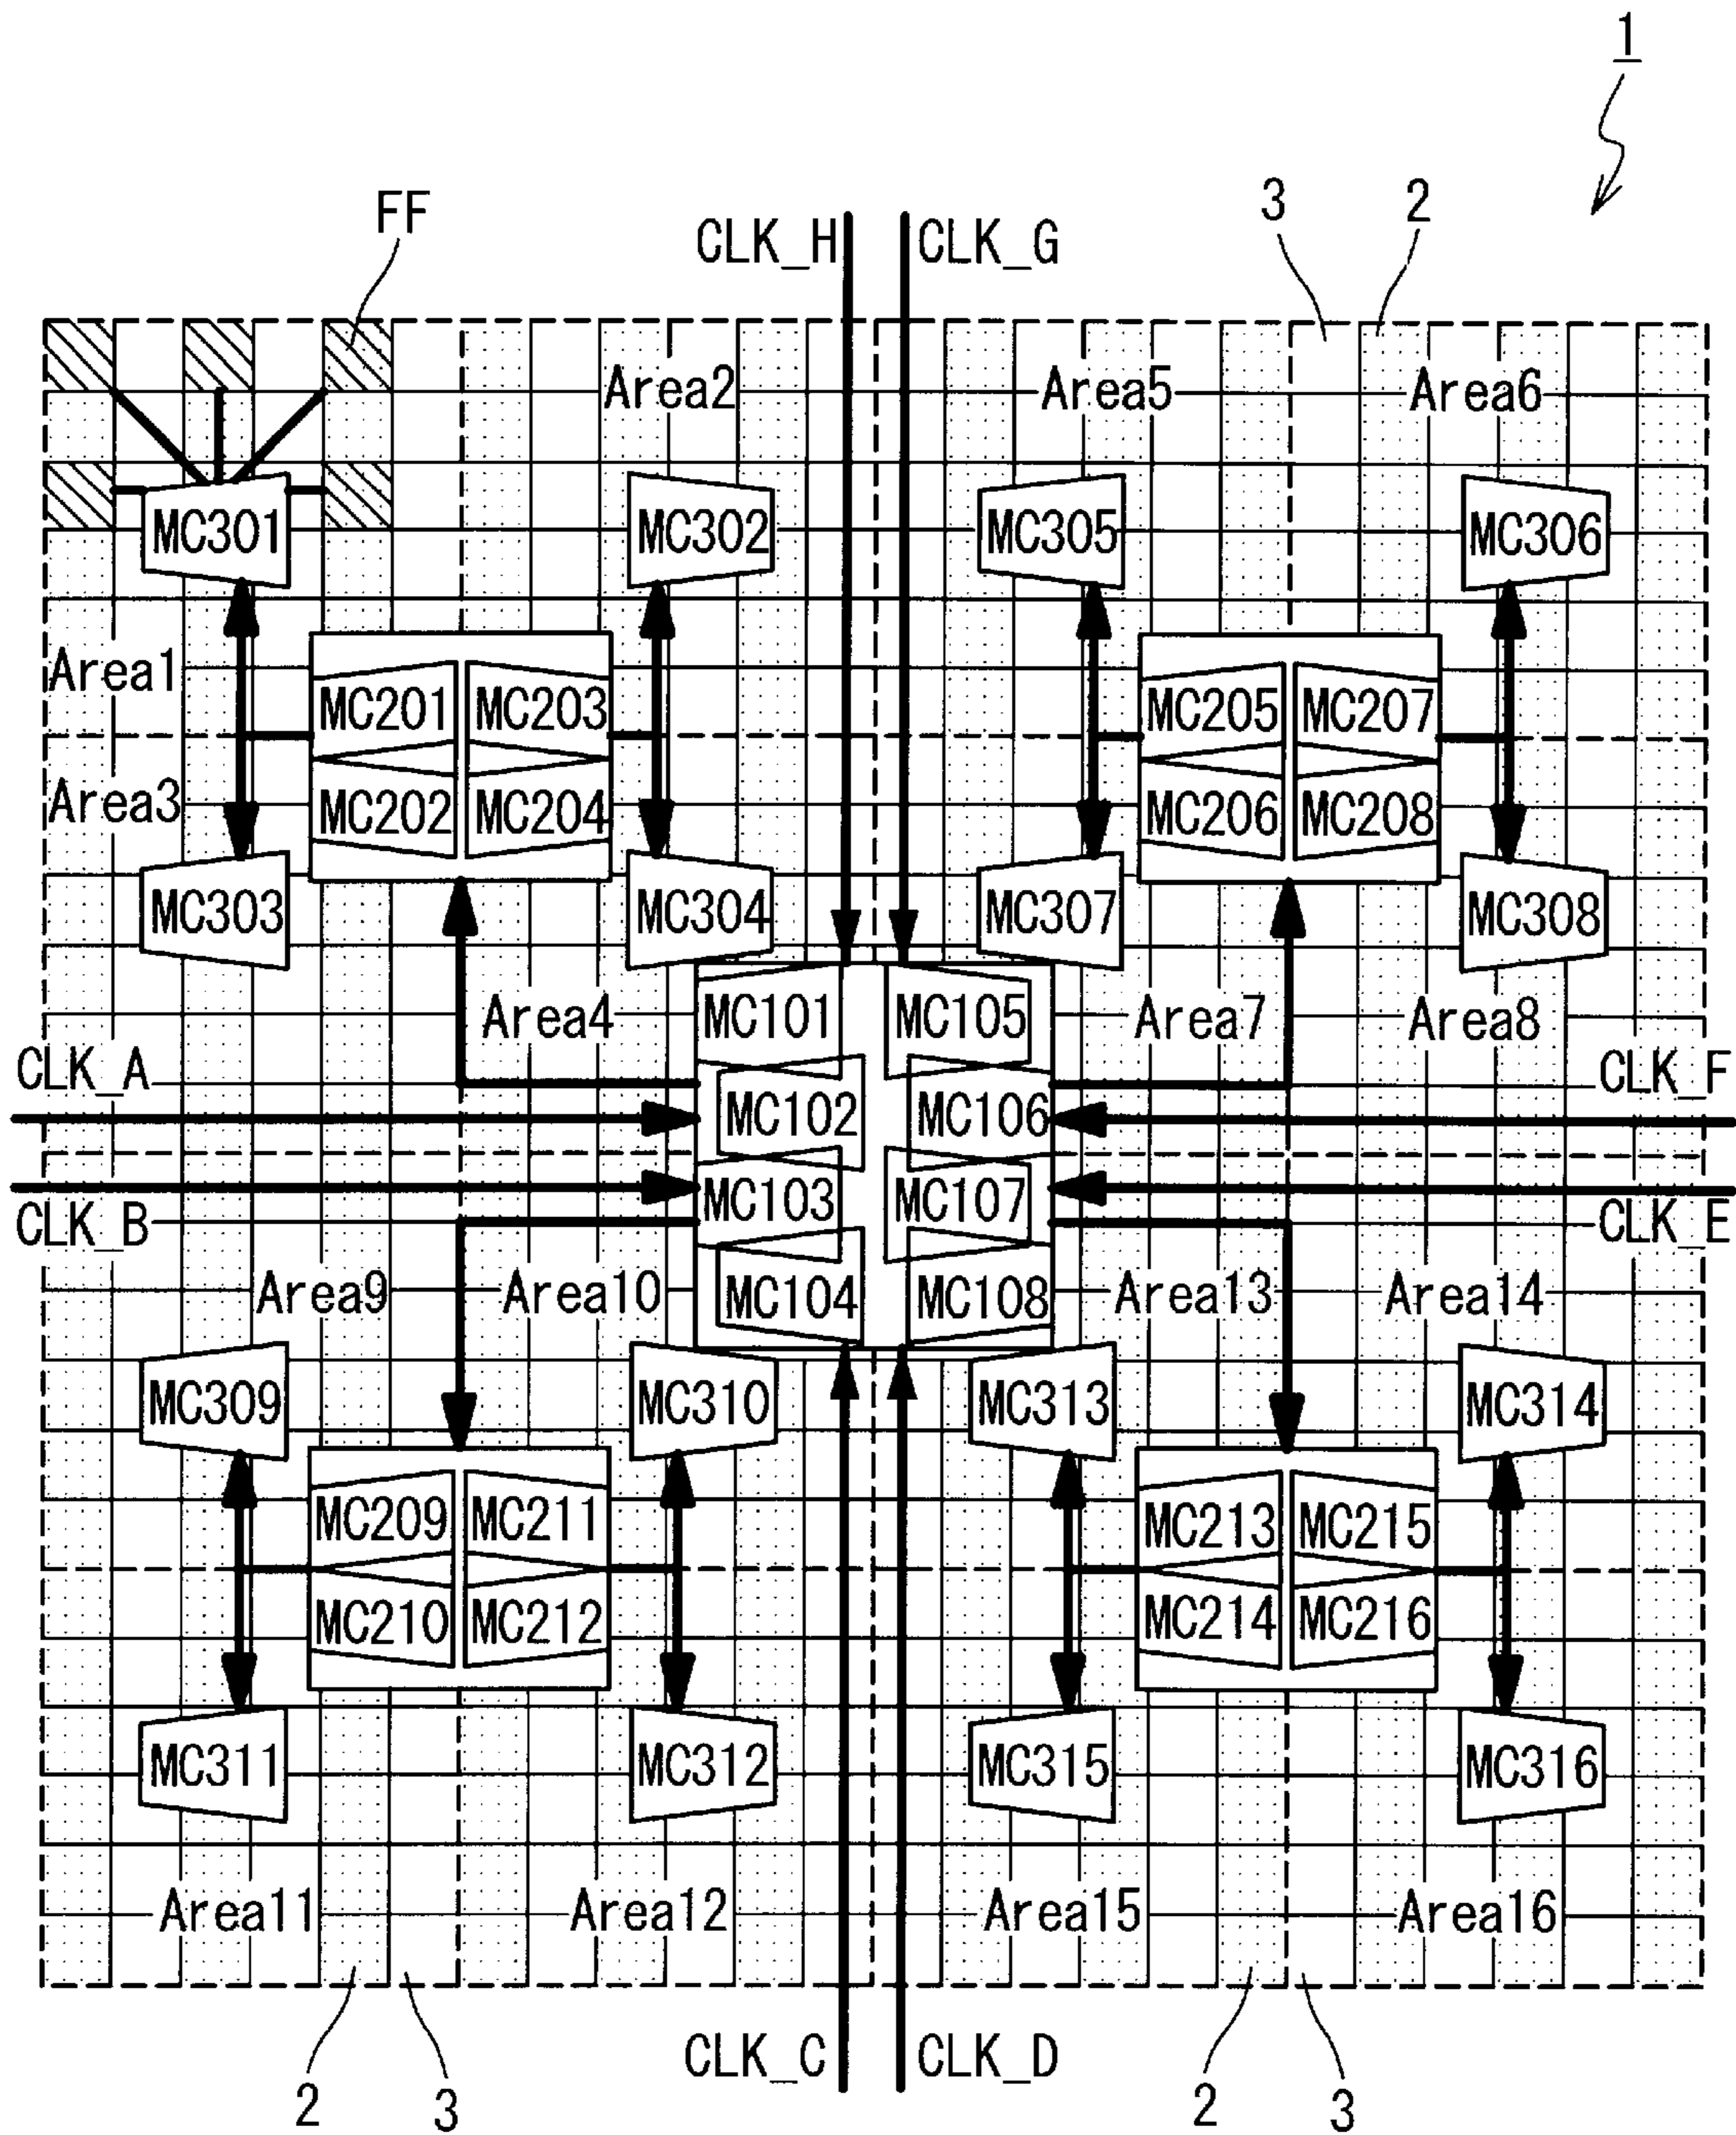 1
FF
CLK_H
CLK_G
3
2
Area2
Area5
Area6
MC301
MC302
MC305
MC306
Area1
MC201
MC203
MC205
MC207
Area3
MC202
MC204
MC206
MC208
MC303
MC304
MC307
MC308
Area4
MC101
MC105
Area7
Area8
CLK_A
CLK_F
MC102
MC106
MC103
MC107
CLK_B
CLK_E
Area9
Area10
MC104
MC108
Area13
Area14
MC309
MC310
MC313
MC314
MC209
MC211
MC213
MC215
MC210
MC212
MC214
MC216
MC311
MC312
MC315
MC316
Area11
Area12
Area15
Area16
CLK_C
CLK_D
2
3
2
3